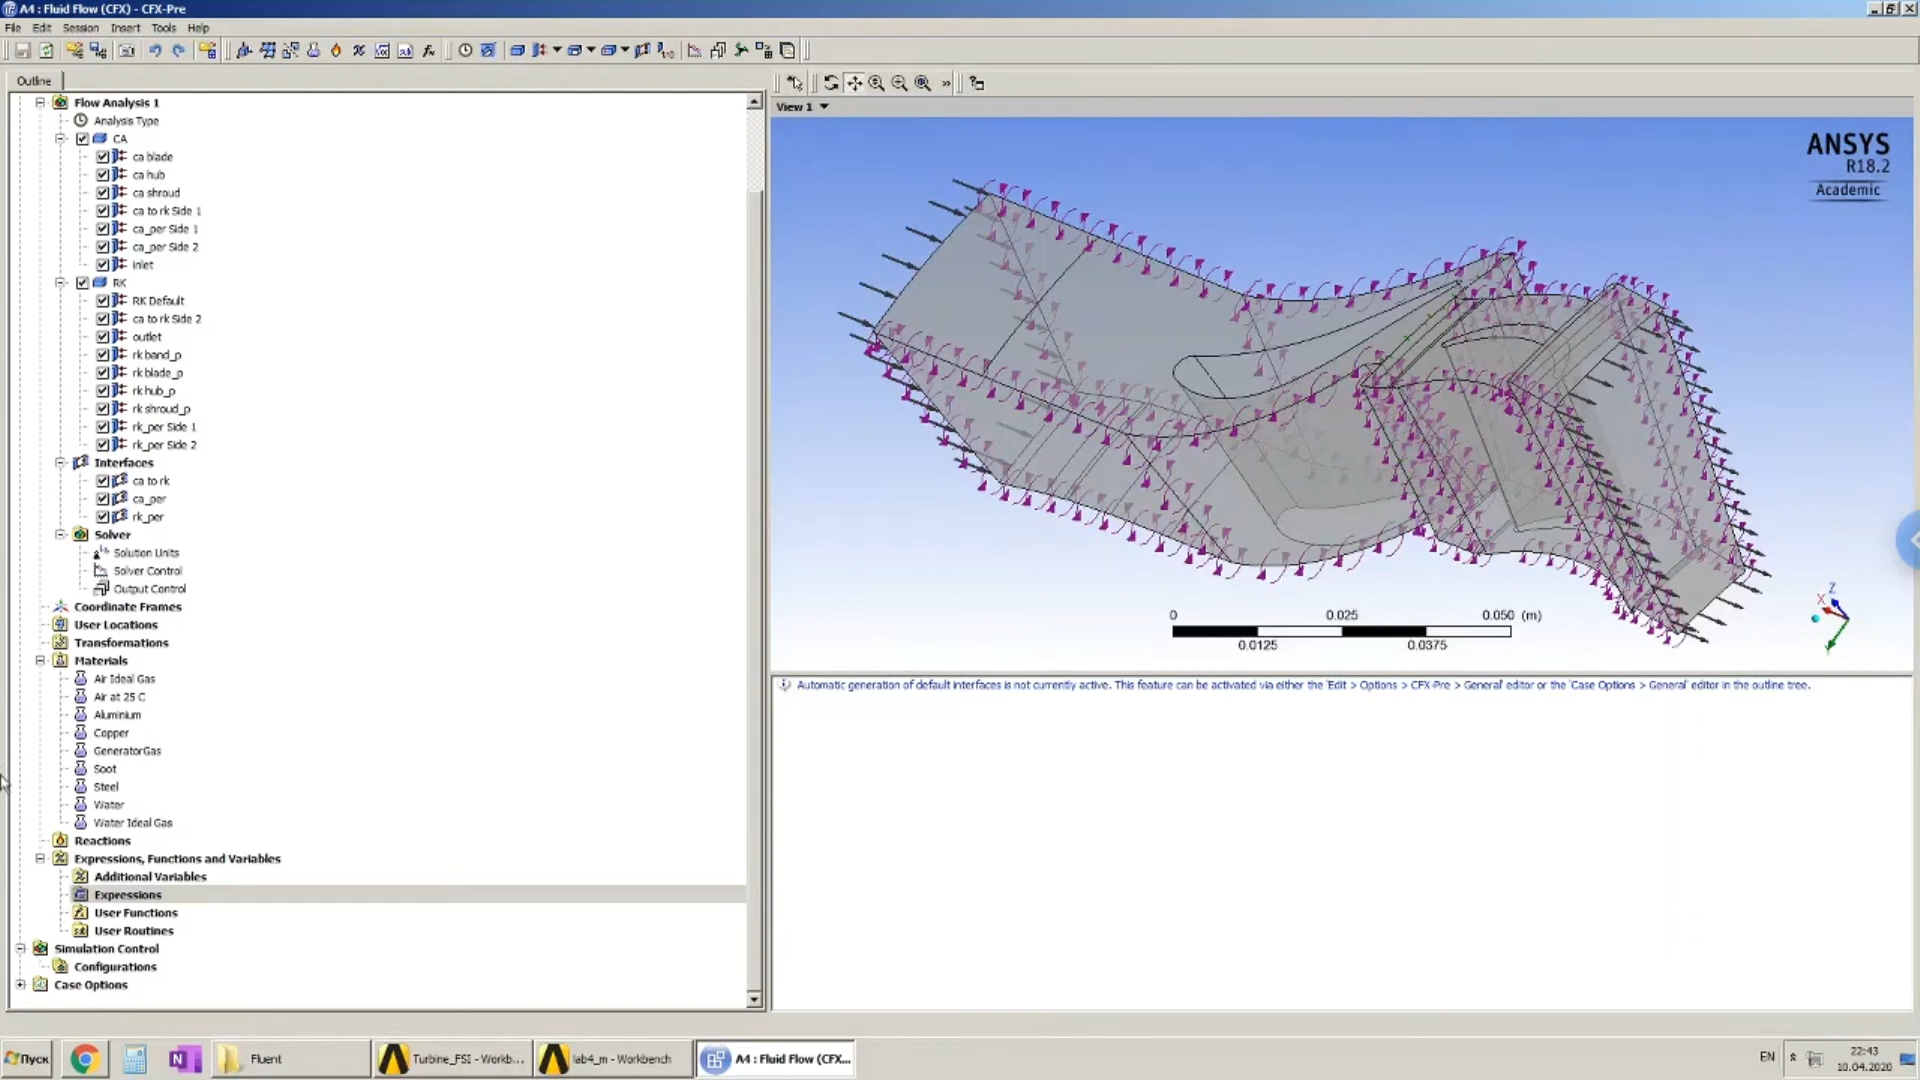 A4 : Fluid Flow (CFX) - CFX-Pre
File Edit Session Insert Tools Help
Outline
Flow Analysis 1
Analysis Type
CA
ca blade
ca hub
ca shroud
ca to rk Side 1
ca_per Side 1
ca_per Side 2
inlet
RK
RK Default
ca to rk Side 2
outlet
rk band_p
rk blade_p
rk hub_p
rk shroud_p
rk_per Side 1
rk_per Side 2
Interfaces
ca to rk
ca_per
rk_per
Solver
Solution Units
Solver Control
Output Control
Coordinate Frames
User Locations
Transformations
Materials
Air Ideal Gas
Air at 25 C
Aluminium
Copper
GeneratorGas
Soot
Steel
Water
Water Ideal Gas
Reactions
Expressions, Functions and Variables
Additional Variables
Expressions
User Functions
User Routines
Simulation Control
Configurations
Case Options
View 1
ANSYS
R18.2
Academic
0 0.025 0.050 (m)
0.0125 0.0375
X Z
Automatic generation of default interfaces is not currently active. This feature can be activated via either the 'Edit > Options > CFX-Pre > General' editor or the 'Case Options > General' editor in the outline tree.
Пуск
Fluent
Turbine_FSI - Workb...
lab4_m - Workbench
A4 : Fluid Flow (CFX...
EN
22:43
10.04.2020